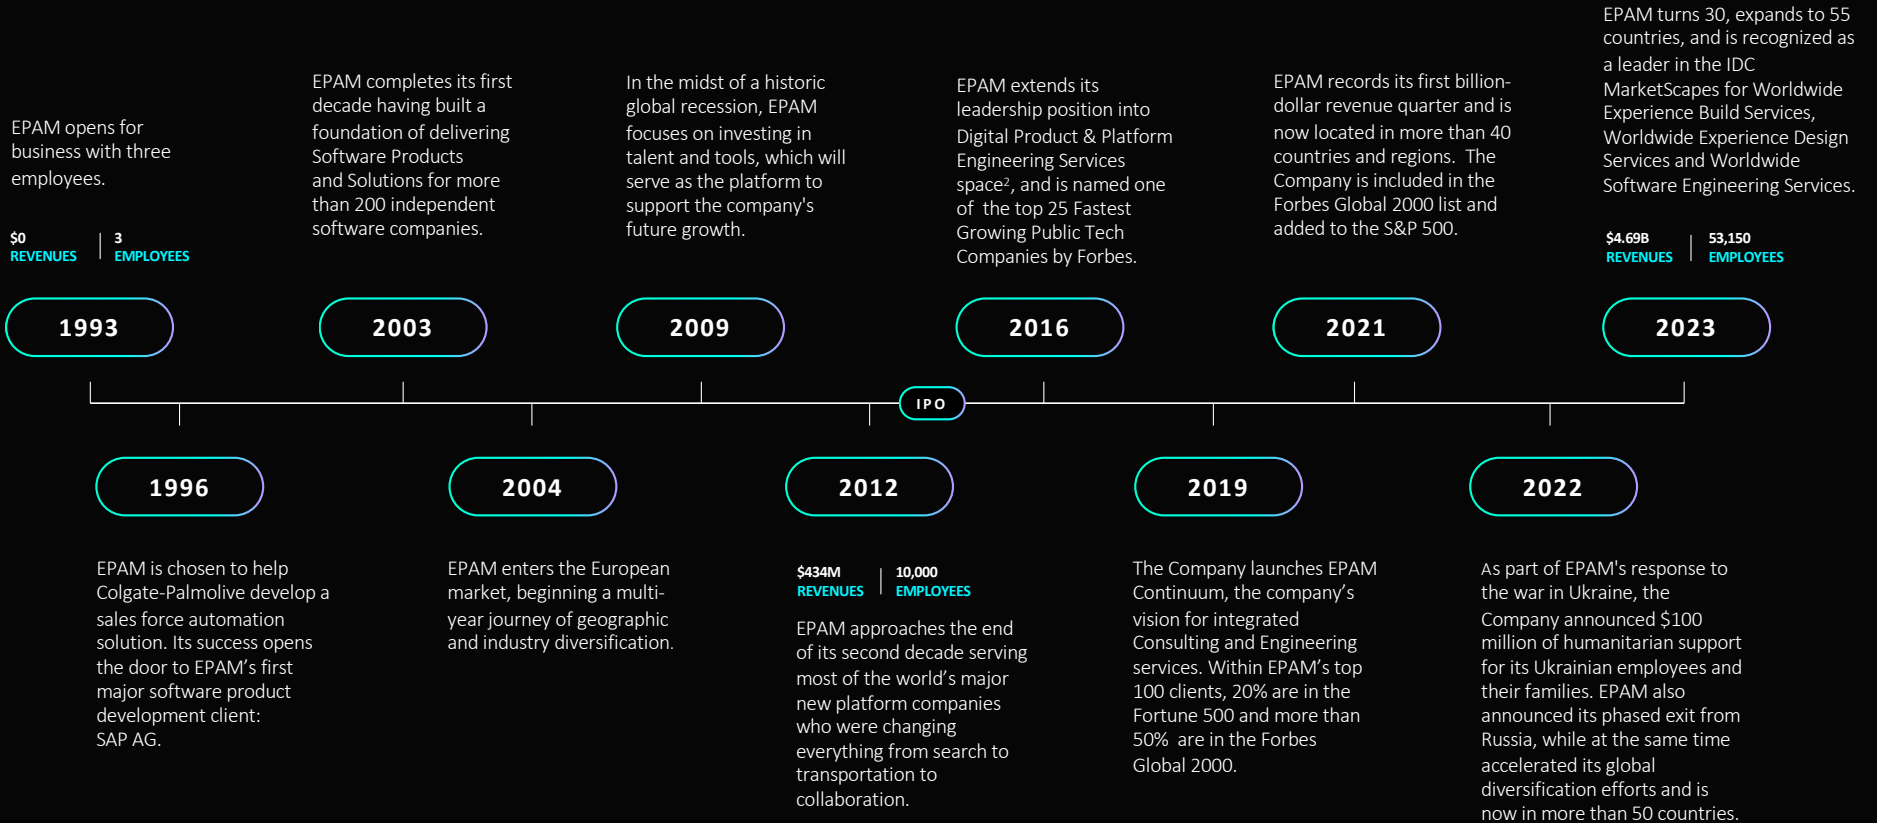 EPAM opens for
business with three
employees.
$0
REVENUES
3
EMPLOYEES
1993
EPAM completes its first
decade having built a
foundation of delivering
Software Products
and Solutions for more
than 200 independent
software companies.
2003
In the midst of a historic
global recession, EPAM
focuses on investing in
talent and tools, which will
serve as the platform to
support the company's
future growth.
2009
EPAM extends its
leadership position into
Digital Product & Platform
Engineering Services
space², and is named one
of the top 25 Fastest
Growing Public Tech
Companies by Forbes.
2016
EPAM records its first billion-
dollar revenue quarter and is
now located in more than 40
countries and regions. The
Company is included in the
Forbes Global 2000 list and
added to the S&P 500.
2021
EPAM turns 30, expands to 55
countries, and is recognized as
a leader in the IDC
MarketScapes for Worldwide
Experience Build Services,
Worldwide Experience Design
Services and Worldwide
Software Engineering Services.
$4.69B
REVENUES
53,150
EMPLOYEES
2023
IPO
1996
EPAM is chosen to help
Colgate-Palmolive develop a
sales force automation
solution. Its success opens
the door to EPAM’s first
major software product
development client:
SAP AG.
2004
EPAM enters the European
market, beginning a multi-
year journey of geographic
and industry diversification.
2012
$434M
REVENUES
10,000
EMPLOYEES
EPAM approaches the end
of its second decade serving
most of the world’s major
new platform companies
who were changing
everything from search to
transportation to
collaboration.
2019
The Company launches EPAM
Continuum, the company’s
vision for integrated
Consulting and Engineering
services. Within EPAM’s top
100 clients, 20% are in the
Fortune 500 and more than
50% are in the Forbes
Global 2000.
2022
As part of EPAM's response to
the war in Ukraine, the
Company announced $100
million of humanitarian support
for its Ukrainian employees and
their families. EPAM also
announced its phased exit from
Russia, while at the same time
accelerated its global
diversification efforts and is
now in more than 50 countries.